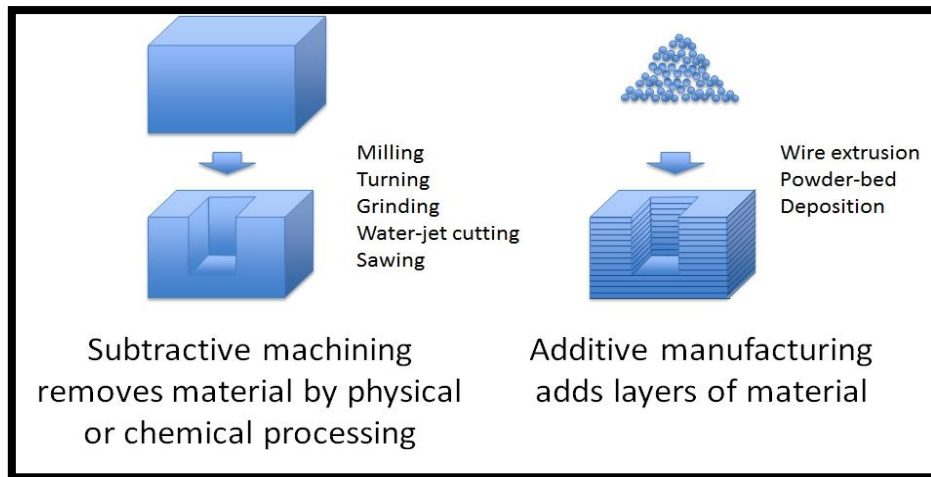 Milling
Turning
Grinding
Water-jet cutting
Sawing
Subtractive machining
removes material by physical
or chemical processing
Wire extrusion
Powder-bed
Deposition
Additive manufacturing
adds layers of material